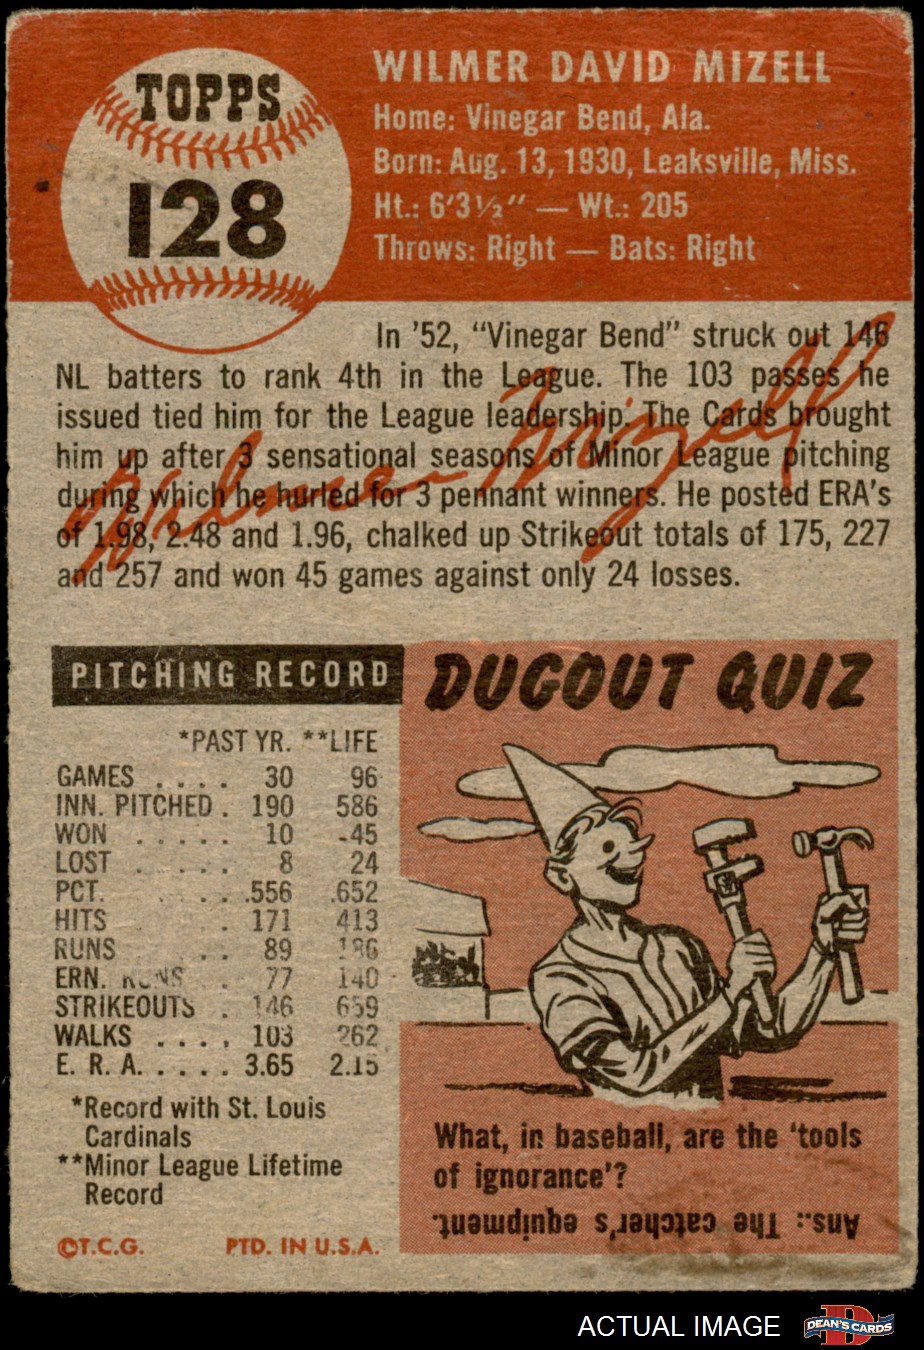 TOPPS
128
WILMER DAVID MIZELL
Home: Vinegar Bend, Ala.
Born: Aug. 13, 1930, Leaksville, Miss.
Ht.: 6'3½" — Wt.: 205
Throws: Right — Bats: Right
In '52, "Vinegar Bend" struck out 146
NL batters to rank 4th in the League. The 103 passes he
issued tied him for the League leadership. The Cards brought
him up after 3 sensational seasons of Minor League pitching
during which he hurled for 3 pennant winners. He posted ERA's
of 1.98, 2.48 and 1.96, chalked up Strikeout totals of 175, 227
and 257 and won 45 games against only 24 losses.
Wilmer Mizell
PITCHING RECORD
*PAST YR. **LIFE
GAMES .... 30 96
INN. PITCHED . 190 586
WON ..... 10 45
LOST ..... 8 24
PCT. .... .556 .652
HITS . 171 413
RUNS .. 89 186
ERN. RUNS . 77 140
STRIKEOUTS . 146 659
WALKS .... 103 262
E. R. A. .... 3.65 2.15
*Record with St. Louis
Cardinals
**Minor League Lifetime
Record
©T.C.G. PTD. IN U.S.A.
DUGOUT QUIZ
What, in baseball, are the 'tools
of ignorance'?
Ans.: The catcher's equipment.
ACTUAL IMAGE
DEAN'S CARDS